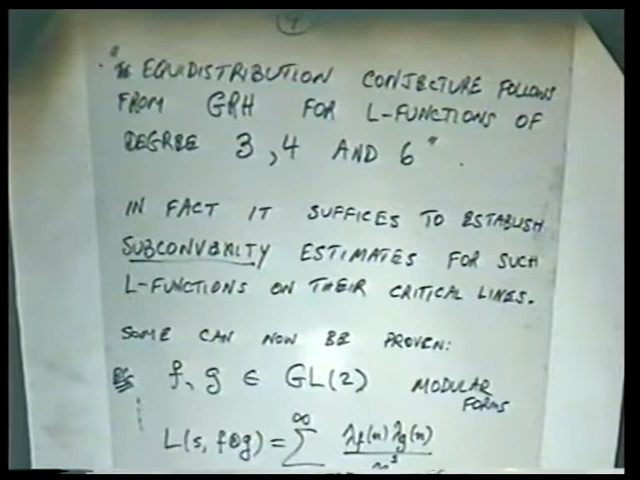 4
"THE EQUIDISTRIBUTION CONJECTURE FOLLOWS
FROM GRH FOR L-FUNCTIONS OF
DEGREE 3, 4 AND 6".
IN FACT IT SUFFICES TO ESTABLISH
SUBCONVEXITY ESTIMATES FOR SUCH
L-FUNCTIONS ON THEIR CRITICAL LINES.
SOME CAN NOW BE PROVEN:
f, g ∈ GL(2) MODULAR
FORMS
L(s, f⊗g) = ∑^∞ λf(n) λg(n) / n^s